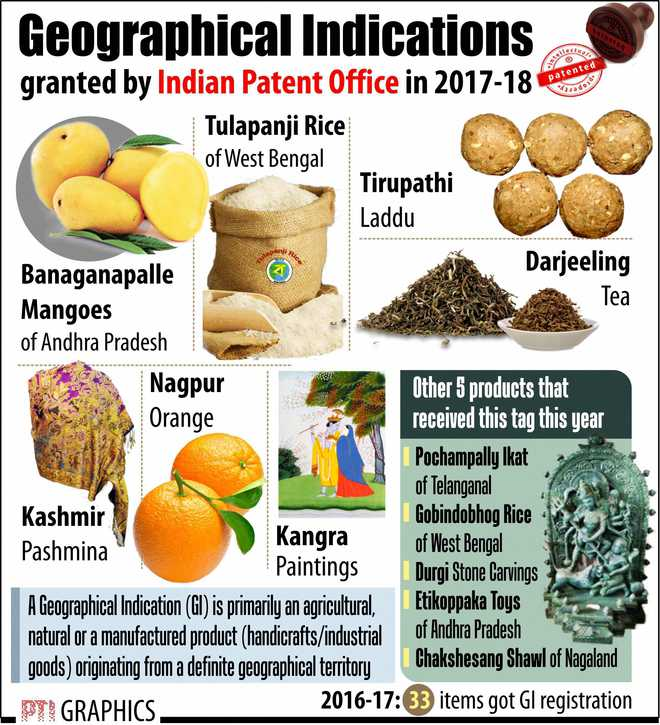 Geographical Indications
granted by Indian Patent Office in 2017-18
intellectual
patented
property
Tulapanji Rice
of West Bengal
Tulapanji Rice
Tirupathi
Laddu
Banaganapalle
Mangoes
of Andhra Pradesh
Darjeeling
Tea
Nagpur
Orange
Kashmir
Pashmina
Kangra
Paintings
Other 5 products that
received this tag this year
Pochampally Ikat
of Telanganal
Gobindobhog Rice
of West Bengal
Durgi Stone Carvings
Etikoppaka Toys
of Andhra Pradesh
Chakshesang Shawl of Nagaland
A Geographical Indication (GI) is primarily an agricultural,
natural or a manufactured product (handicrafts/industrial
goods) originating from a definite geographical territory
2016-17: 33 items got GI registration
PTI GRAPHICS